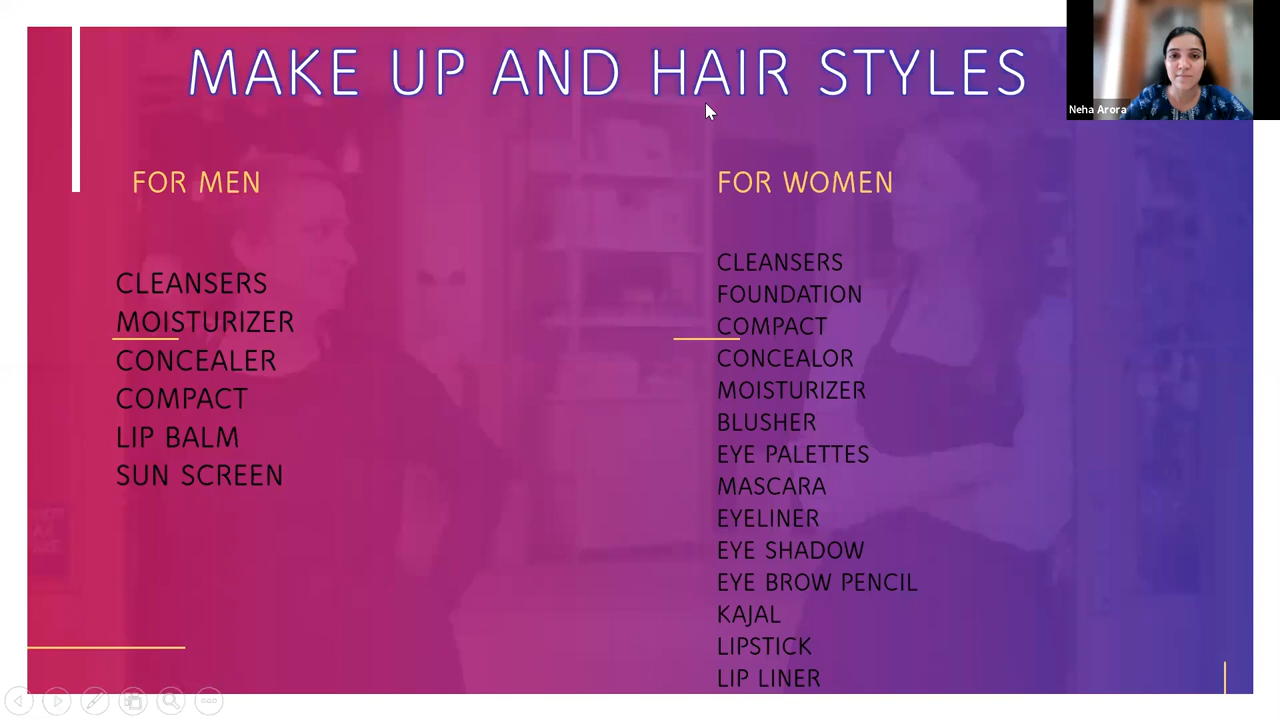 MAKE UP AND HAIR STYLES
Neha Arora
FOR MEN
CLEANSERS
MOISTURIZER
CONCEALER
COMPACT
LIP BALM
SUN SCREEN
FOR WOMEN
CLEANSERS
FOUNDATION
COMPACT
CONCEALOR
MOISTURIZER
BLUSHER
EYE PALETTES
MASCARA
EYELINER
EYE SHADOW
EYE BROW PENCIL
KAJAL
LIPSTICK
LIP LINER